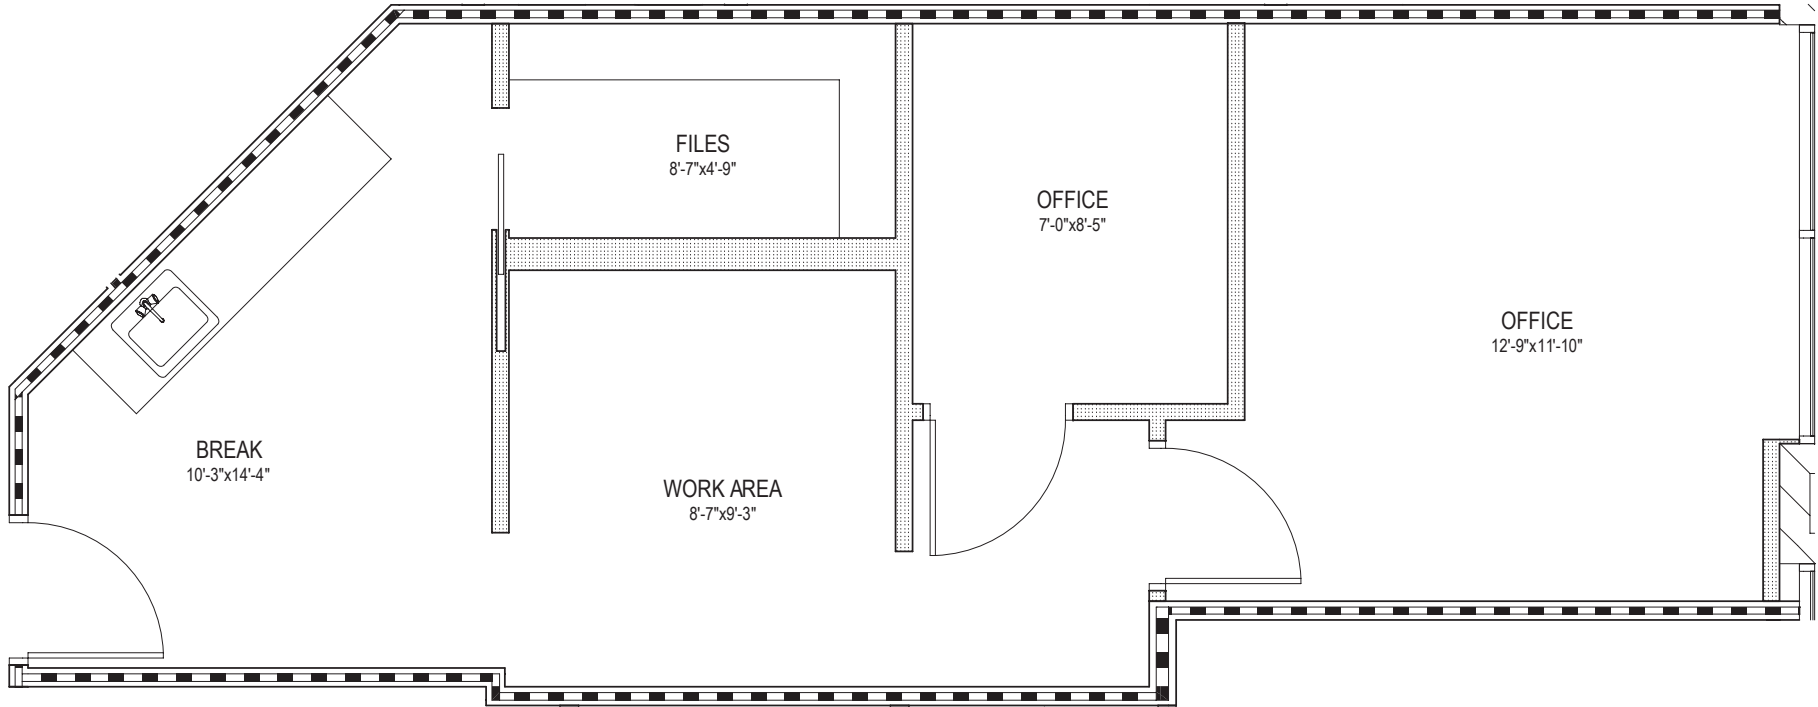 FILES
8'-7"x4'-9"
OFFICE
7'-0"x8'-5"
OFFICE
12'-9"x11'-10"
BREAK
10'-3"x14'-4"
WORK AREA
8'-7"x9'-3"